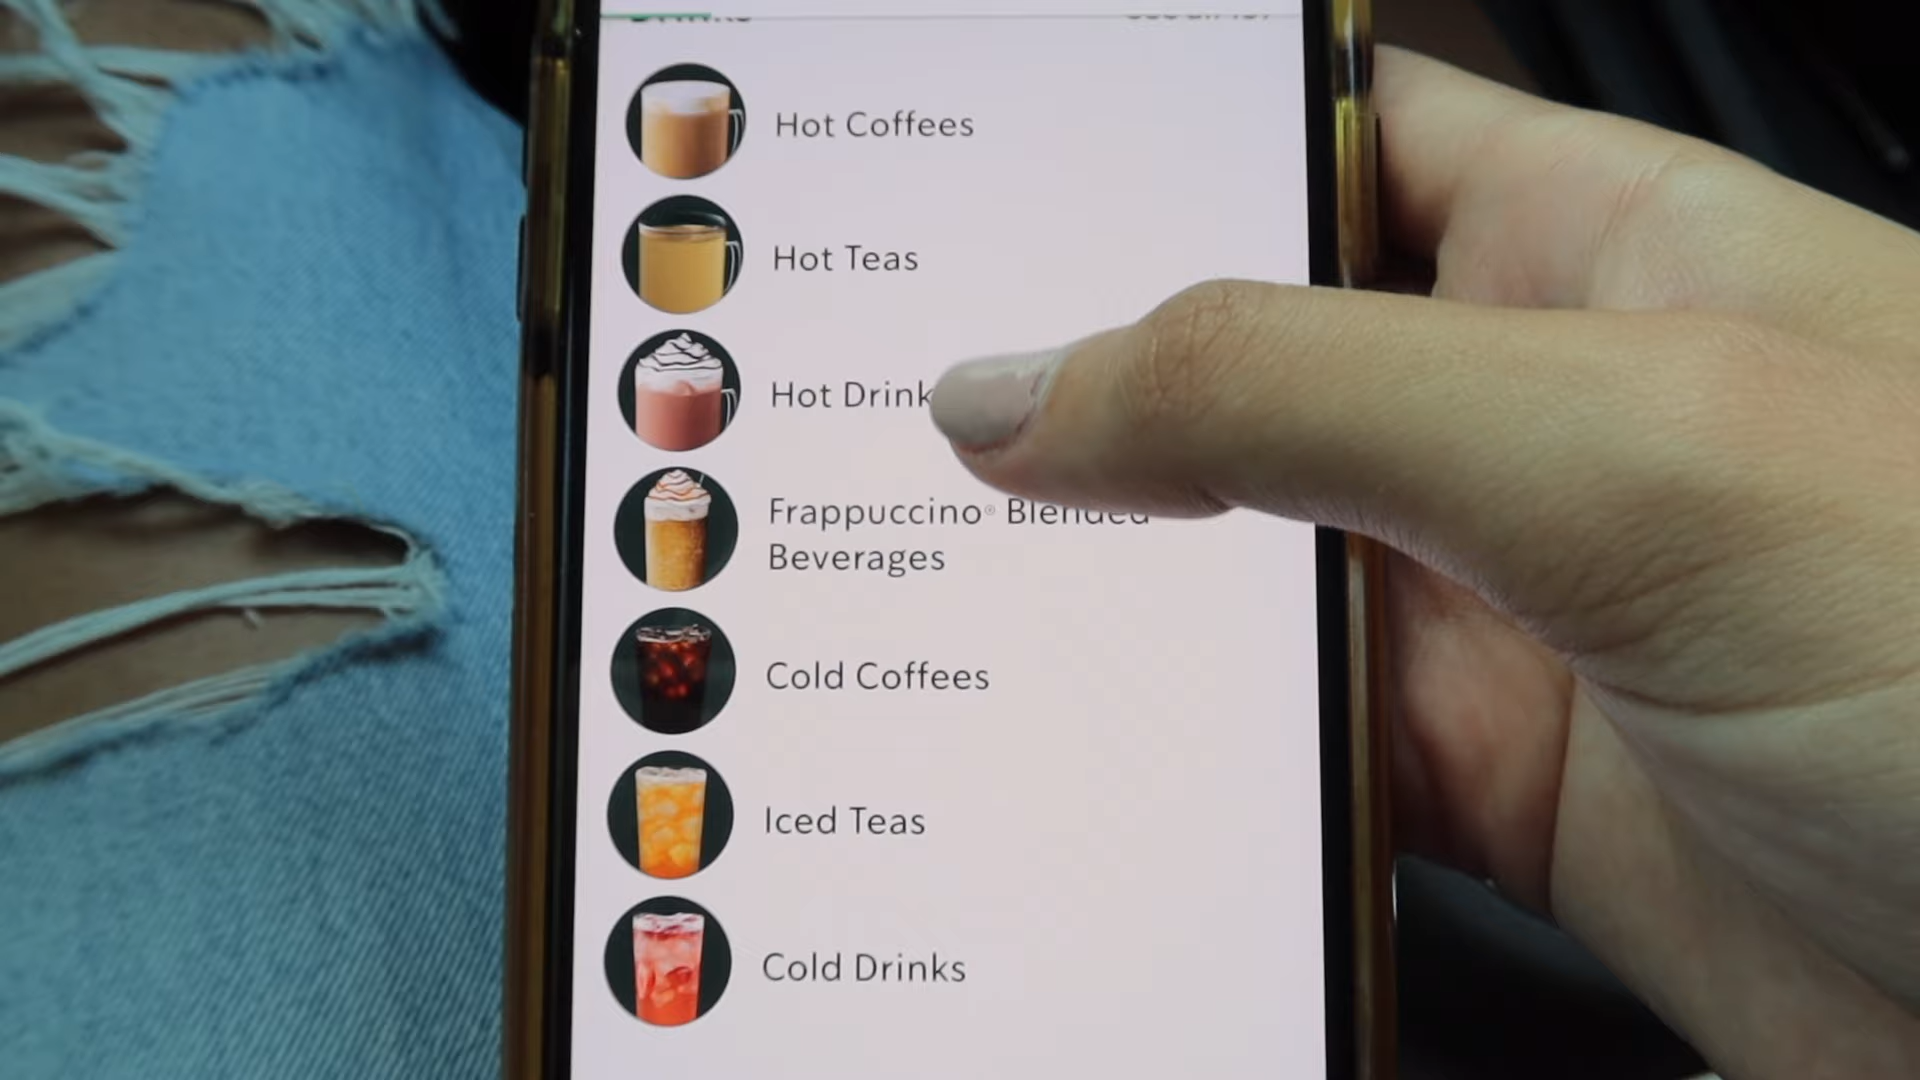 Hot Coffees
Hot Teas
Hot Drink
Frappuccino® Blended
Beverages
Cold Coffees
Iced Teas
Cold Drinks